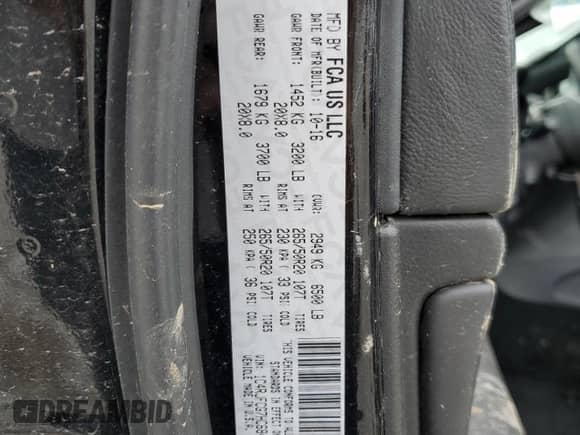 MFD BY FCA US LLC
DATE OF MFR(BUILT): 10-16 GVWR: 2949 KG 6500 LB
GAWR FRONT: 1452 KG 3200 LB WITH 265/50R20 107T TIRES
20X8.0 RIMS AT 230 KPA ( 33 PSI) COLD
GAWR REAR: 1679 KG 3700 LB WITH 265/50R20 107T TIRES
20X8.0 RIMS AT 250 KPA ( 36 PSI) COLD
THIS VEHICLE CONFORMS TO ALL
STANDARDS IN EFFECT
VIN:
VEHICLE MADE IN U.S.A.